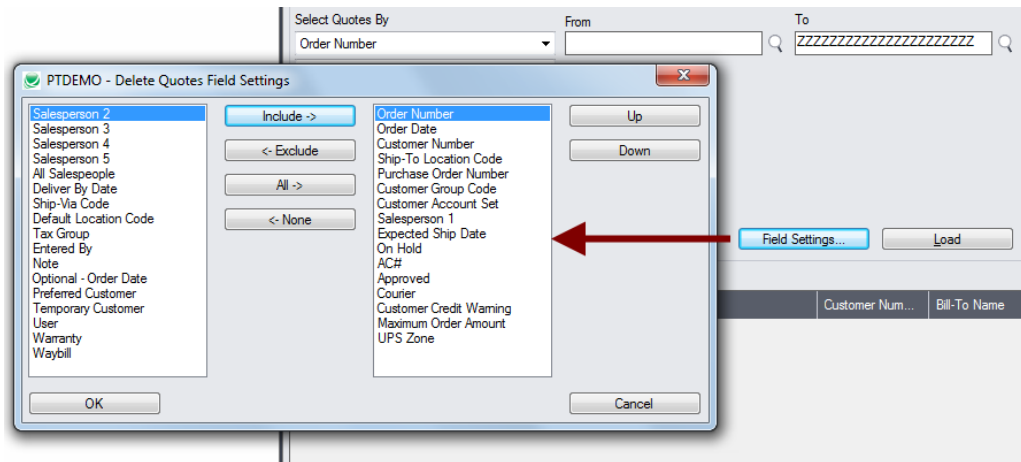 Select Quotes By
From
To
Order Number
ZZZZZZZZZZZZZZZZZZZZZZ
PTDEMO - Delete Quotes Field Settings
Salesperson 2
Salesperson 3
Salesperson 4
Salesperson 5
All Salespeople
Deliver By Date
Ship-Via Code
Default Location Code
Tax Group
Entered By
Note
Optional - Order Date
Preferred Customer
Temporary Customer
User
Warranty
Waybill
Include ->
<- Exclude
All ->
<- None
Order Number
Order Date
Customer Number
Ship-To Location Code
Purchase Order Number
Customer Group Code
Customer Account Set
Salesperson 1
Expected Ship Date
On Hold
AC#
Approved
Courier
Customer Credit Warning
Maximum Order Amount
UPS Zone
Up
Down
OK
Cancel
Field Settings...
Load
Customer Num...
Bill-To Name